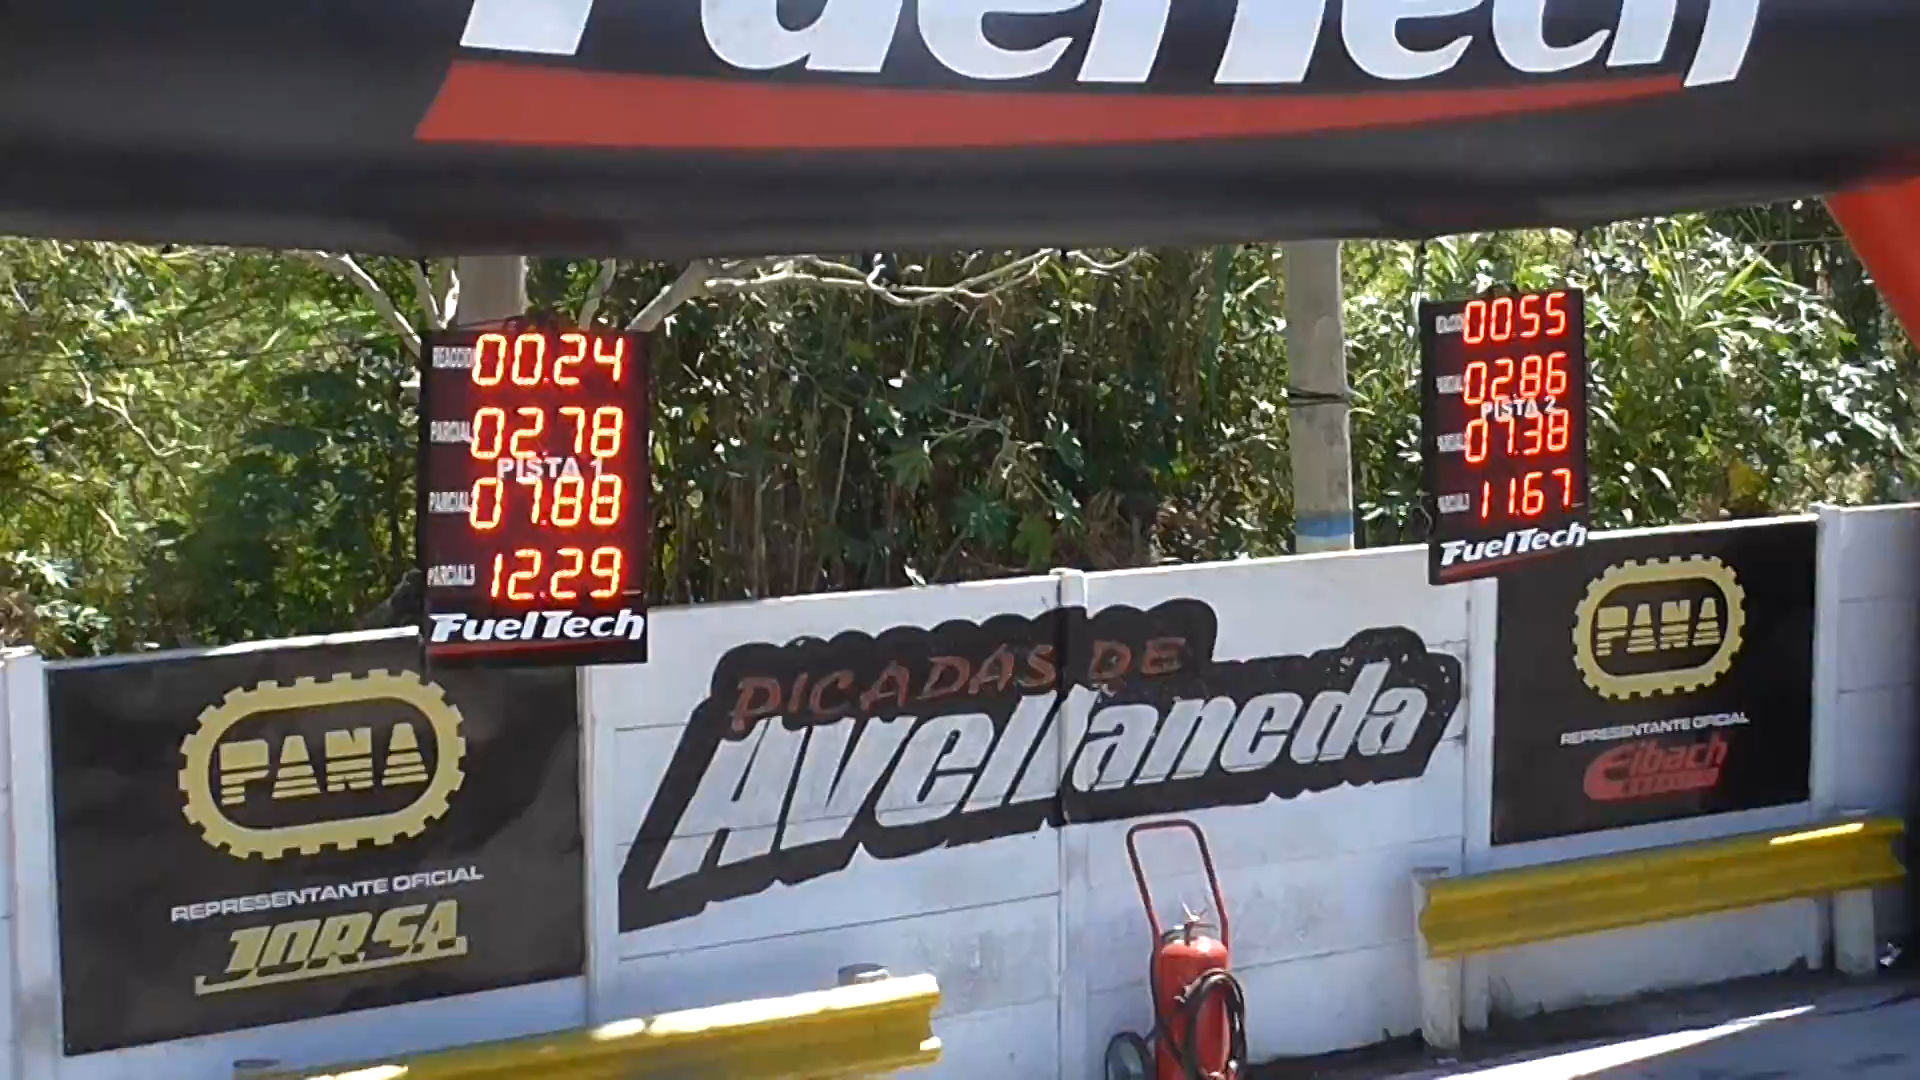 FuelTech
REACCION 00.24
PARCIAL 02.78
PISTA 1
PARCIAL2 07.88
PARCIAL3 12.29
FuelTech
00.55
02.86
PISTA 2
07.38
11.67
FuelTech
PANA
REPRESENTANTE OFICIAL
JORSA
PICADAS DE
Avellaneda
PANA
REPRESENTANTE OFICIAL
Eibach